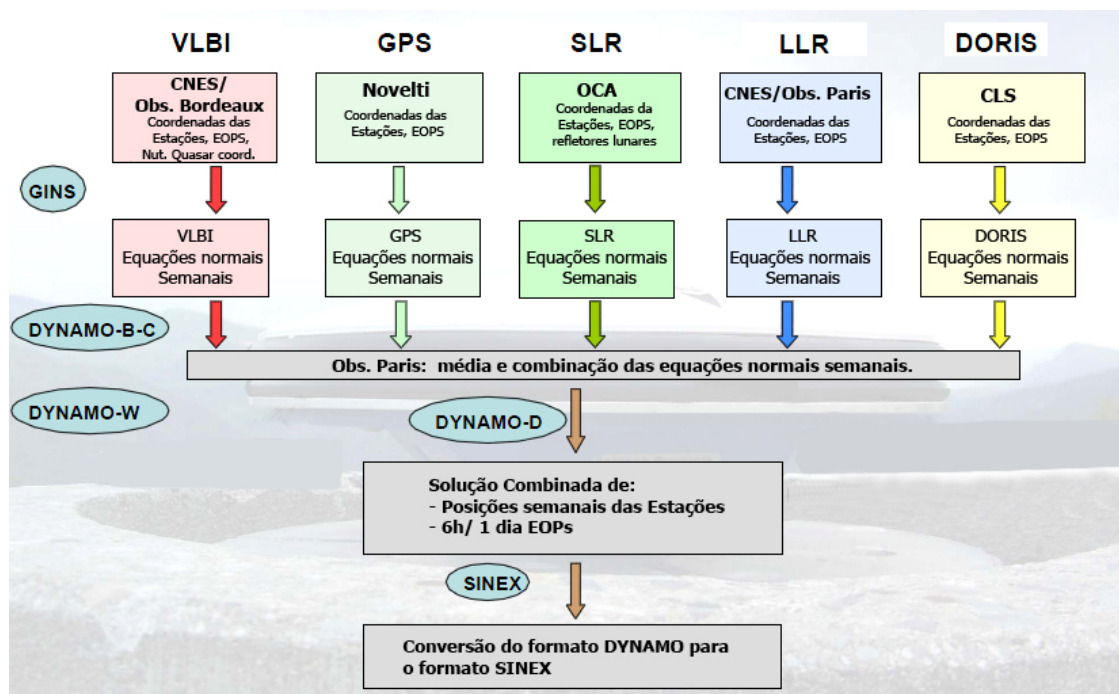 VLBI
GPS
SLR
LLR
DORIS
CNES/
Obs. Bordeaux
Coordenadas das
Estações, EOPS,
Nut. Quasar coord.
Novelti
Coordenadas das
Estações, EOPS
OCA
Coordenadas da
Estações, EOPS,
refletores lunares
CNES/Obs. Paris
Coordenadas das
Estações, EOPS
CLS
Coordenadas das
Estações, EOPS
GINS
VLBI
Equações normais
Semanais
GPS
Equações normais
Semanais
SLR
Equações normais
Semanais
LLR
Equações normais
Semanais
DORIS
Equações normais
Semanais
DYNAMO-B-C
Obs. Paris: média e combinação das equações normais semanais.
DYNAMO-W
DYNAMO-D
Solução Combinada de:
- Posições semanais das Estações
- 6h/ 1 dia EOPs
SINEX
Conversão do formato DYNAMO para
o formato SINEX